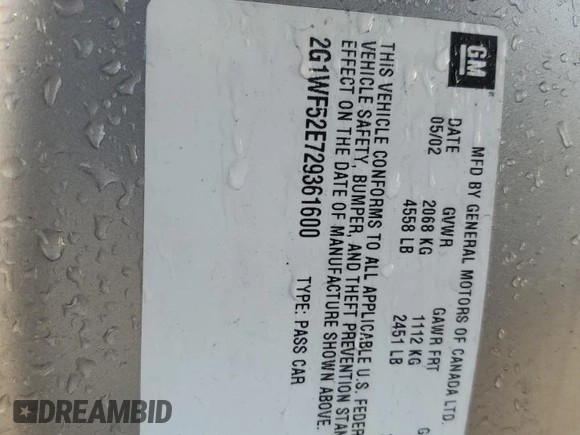 GM
MFD BY GENERAL MOTORS OF CANADA LTD.
DATE GVWR GAWR FRT
05/02 2068 KG 1112 KG
4558 LB 2451 LB
THIS VEHICLE CONFORMS TO ALL APPLICABLE U.S. FEDER
VEHICLE SAFETY, BUMPER, AND THEFT PREVENTION STAN
EFFECT ON THE DATE OF MANUFACTURE SHOWN ABOVE.
2G1WF52E729361600 TYPE: PASS CAR
DREAMBID